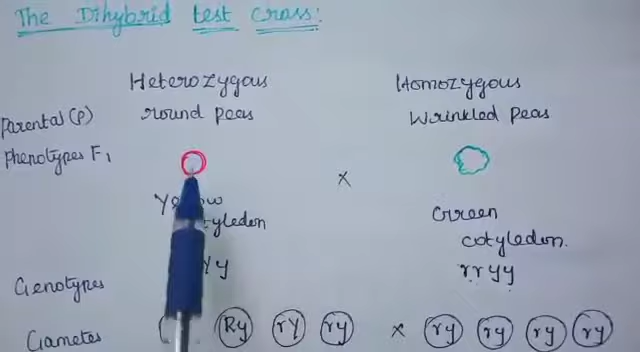 The Dihybrid test cross:
Heterozygous Homozygous
Parental (P) round peas Wrinkled peas
Phenotypes F1
x
Green
cotyledon.
Genotypes rryy
Gametes Ry rY ry x ry ry ry ry